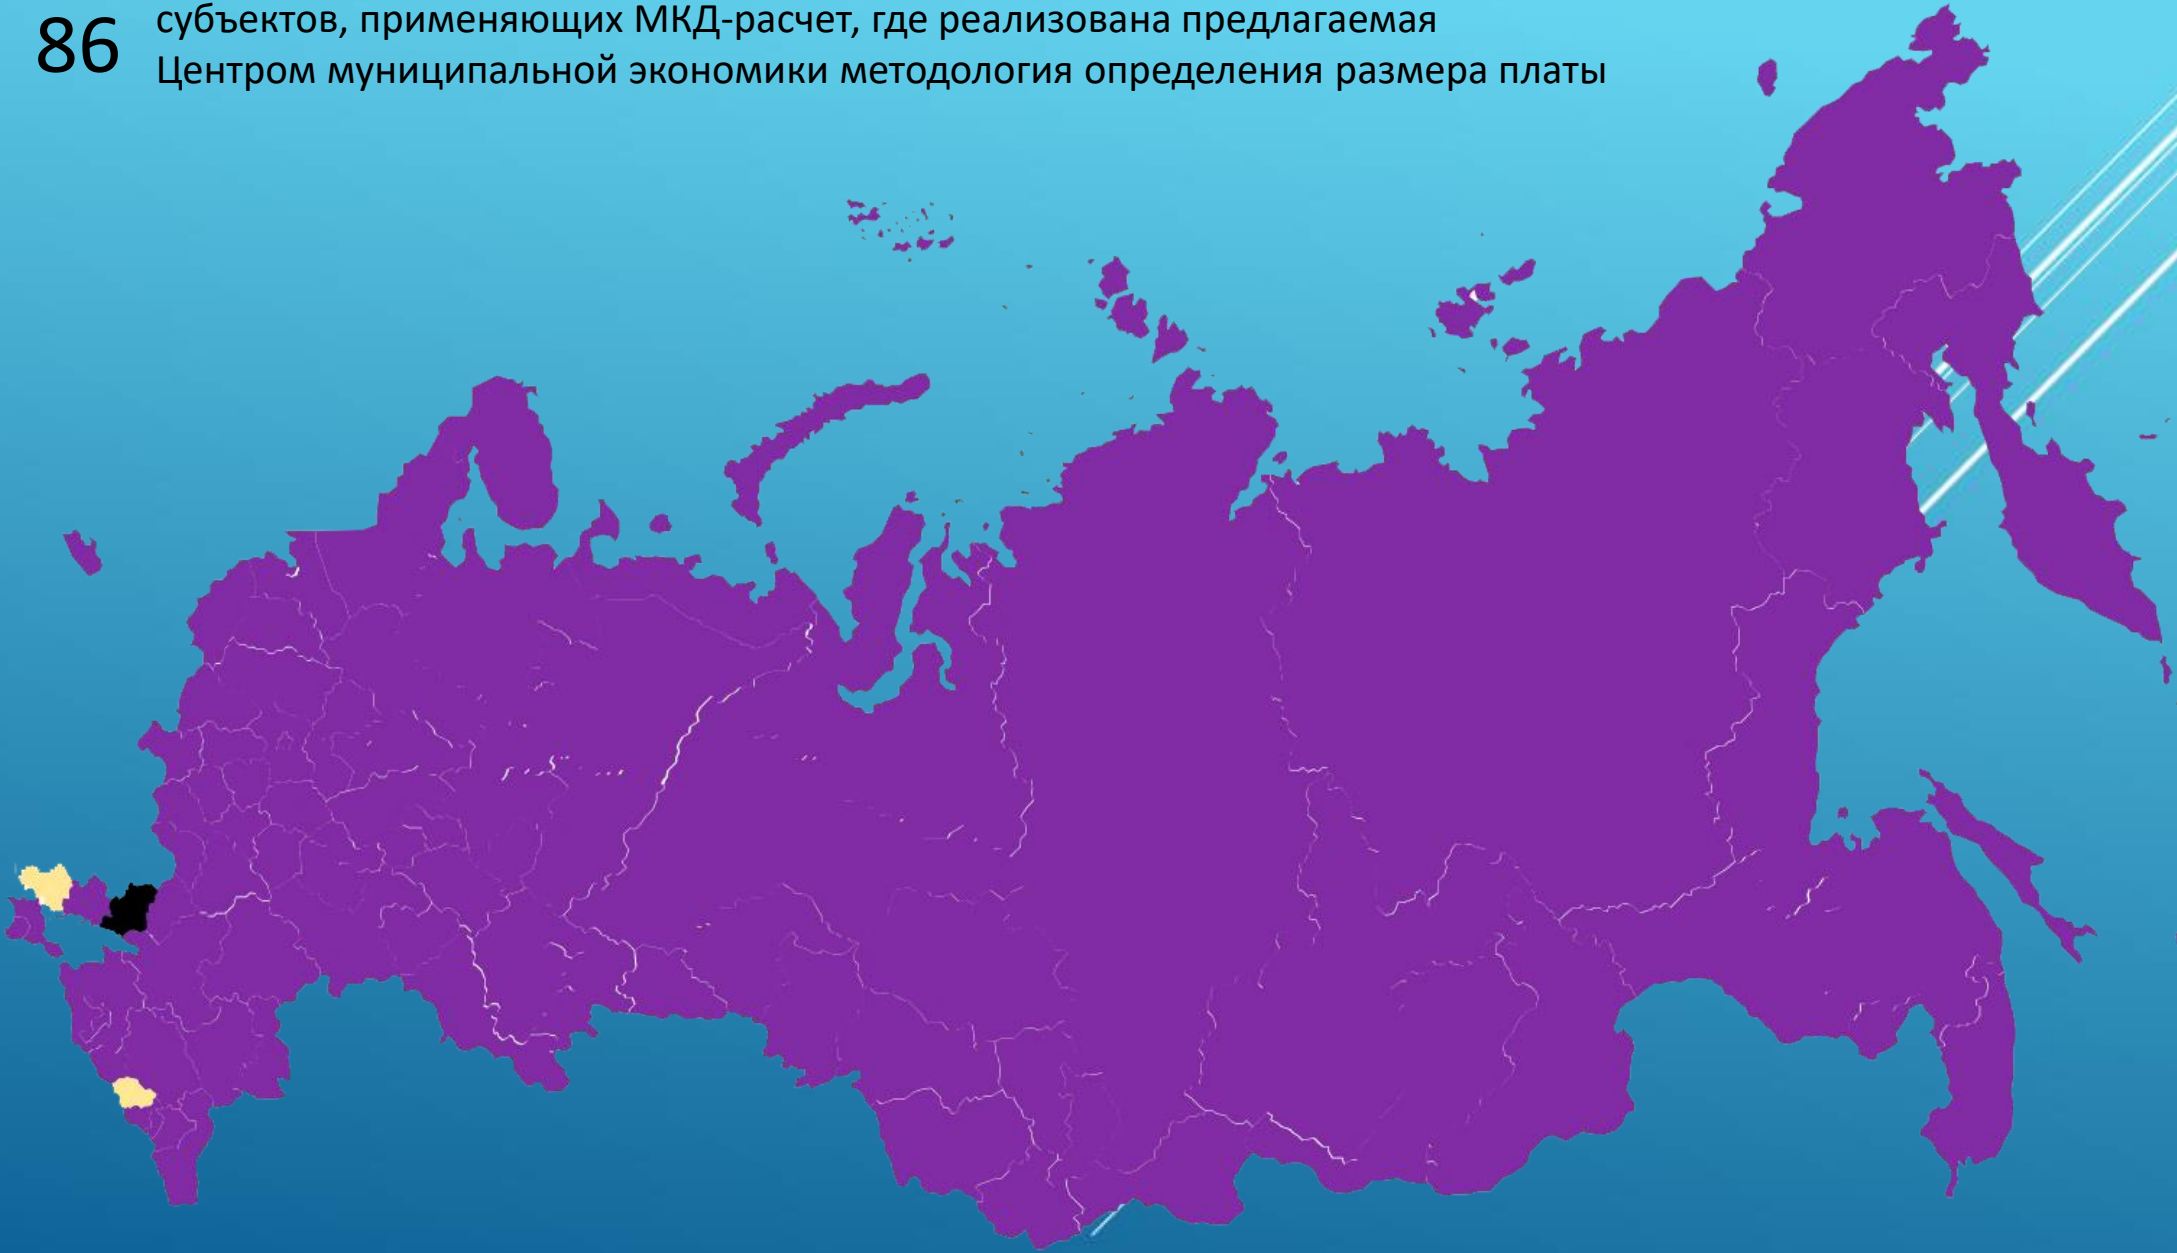 86 субъектов, применяющих МКД-расчет, где реализована предлагаемая
Центром муниципальной экономики методология определения размера платы